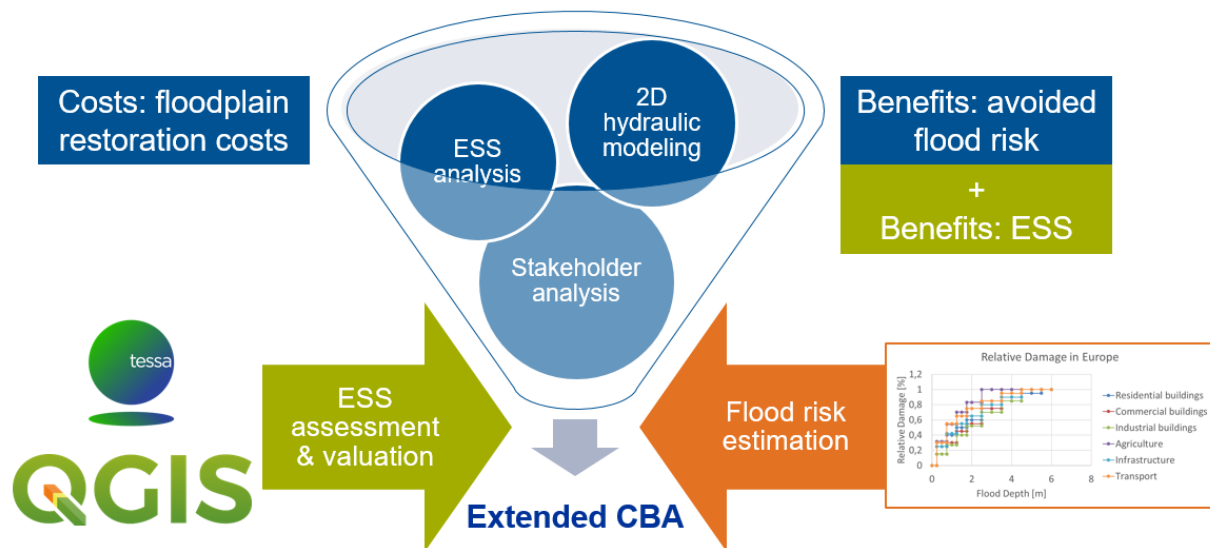 Costs: floodplain
restoration costs
ESS
analysis
2D
hydraulic
modeling
Stakeholder
analysis
Benefits: avoided
flood risk
+
Benefits: ESS
tessa
QGIS
ESS
assessment
& valuation
Flood risk
estimation
Relative Damage in Europe
Relative Damage [%]
1,2
1
0,8
0,6
0,4
0,2
0
0
2
4
6
8
Flood Depth [m]
Residential buildings
Commercial buildings
Industrial buildings
Agriculture
Infrastructure
Transport
Extended CBA